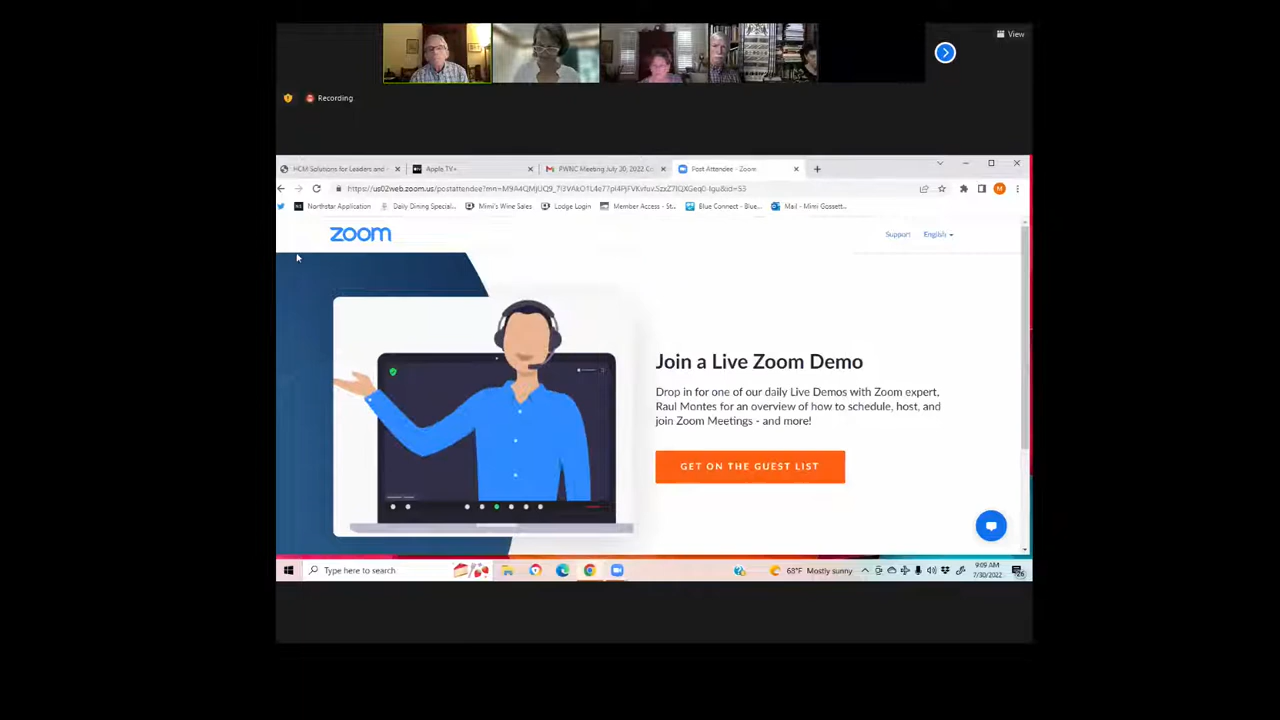 View
Recording
HCM Solutions for Leaders and
Apple TV+
PWNC Meeting July 30, 2022 C
Post Attendee - Zoom
Northstar Application
Daily Dining Special...
Mimi's Wine Sales
Lodge Login
Member Access - St...
Blue Connect - Blue...
Mail - Mimi Gossett...
zoom
Support
English
Join a Live Zoom Demo
Drop in for one of our daily Live Demos with Zoom expert,
Raul Montes for an overview of how to schedule, host, and
join Zoom Meetings - and more!
GET ON THE GUEST LIST
Type here to search
68°F Mostly sunny
9:09 AM
7/30/2022